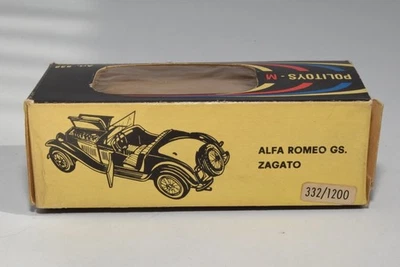 POLITOYS-M
ALFA ROMEO GS.
ZAGATO
332/1200